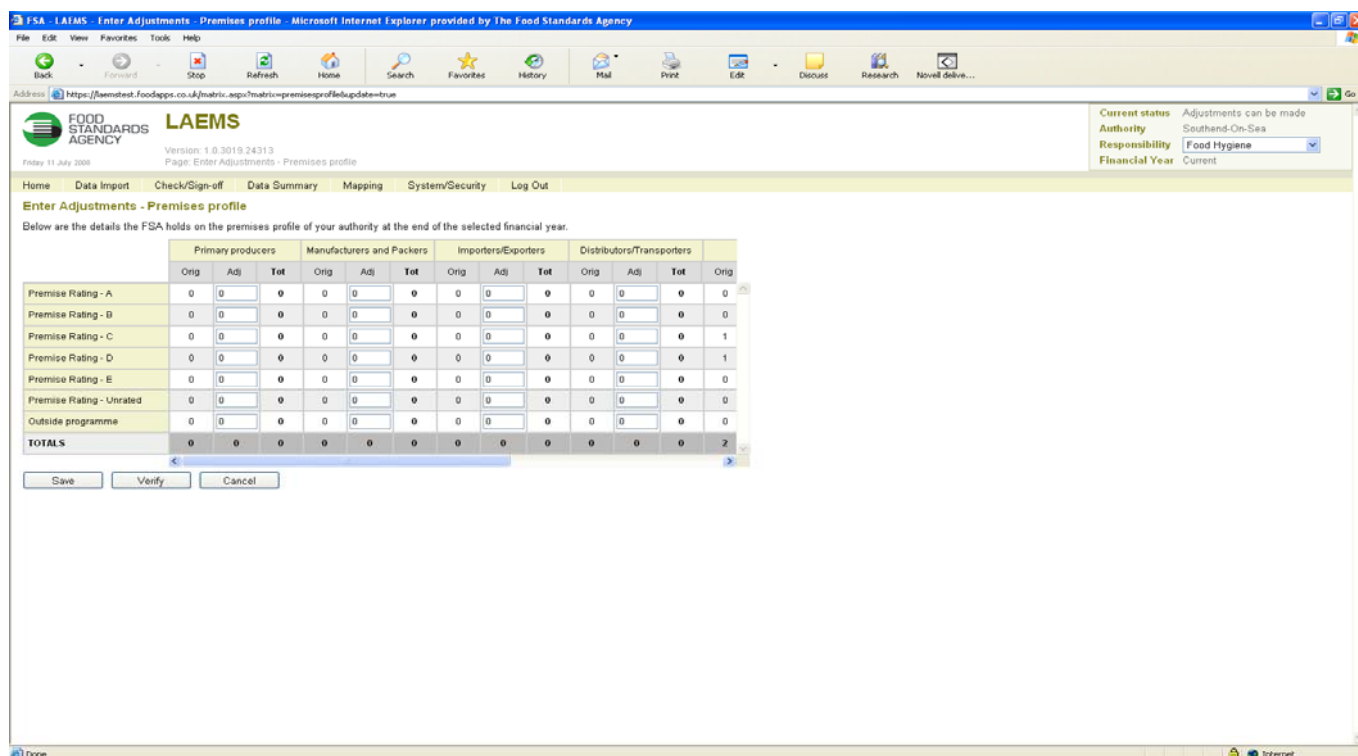 FSA - LAEMS - Enter Adjustments - Premises profile - Microsoft Internet Explorer provided by The Food Standards Agency
File Edit View Favorites Tools Help
Back Forward Stop Refresh Home Search Favorites History Mail Print Edit Discuss Research Novell delive...
Address https://laemstest.foodapps.co.uk/matrix.aspx?matrix=premisesprofile&update=true Go
FOOD
STANDARDS
AGENCY
LAEMS
Version: 1.0.3019.24313
Friday 11 July 2008 Page: Enter Adjustments - Premises profile
Current status Adjustments can be made
Authority Southend-On-Sea
Responsibility Food Hygiene
Financial Year Current
Home Data Import Check/Sign-off Data Summary Mapping System/Security Log Out
Enter Adjustments - Premises profile
Below are the details the FSA holds on the premises profile of your authority at the end of the selected financial year.
Primary producers Manufacturers and Packers Importers/Exporters Distributors/Transporters
Orig Adj Tot Orig Adj Tot Orig Adj Tot Orig Adj Tot Orig
Premise Rating - A 0 0 0 0 0 0 0 0 0 0 0 0 0
Premise Rating - B 0 0 0 0 0 0 0 0 0 0 0 0 0
Premise Rating - C 0 0 0 0 0 0 0 0 0 0 0 0 1
Premise Rating - D 0 0 0 0 0 0 0 0 0 0 0 0 1
Premise Rating - E 0 0 0 0 0 0 0 0 0 0 0 0 0
Premise Rating - Unrated 0 0 0 0 0 0 0 0 0 0 0 0 0
Outside programme 0 0 0 0 0 0 0 0 0 0 0 0 0
TOTALS 0 0 0 0 0 0 0 0 0 0 0 0 2
Save Verify Cancel
Done Internet